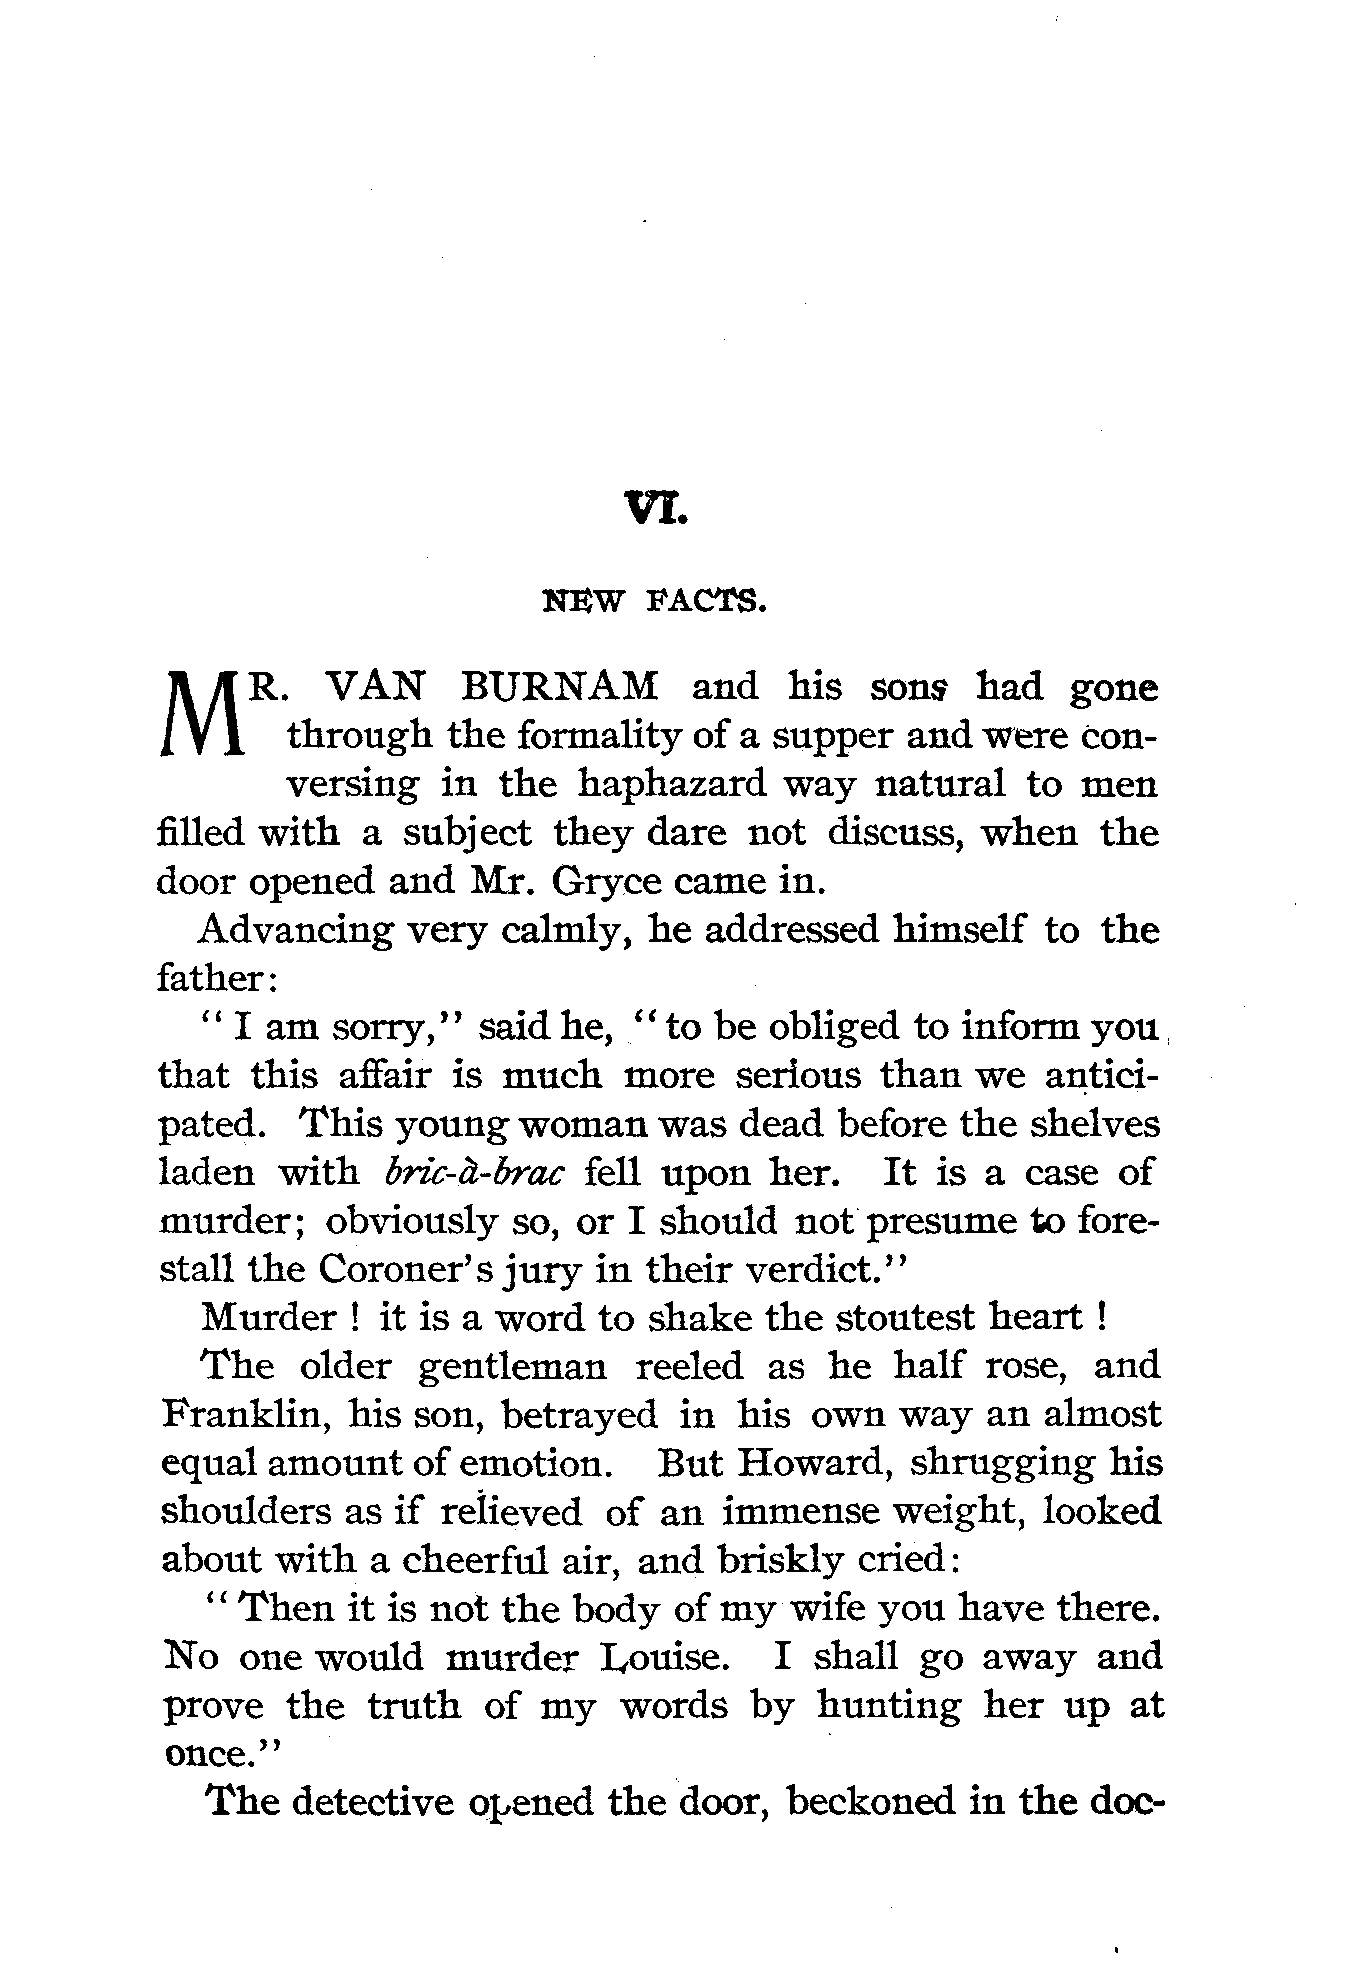 VI.
NEW FACTS.
MR. VAN BURNAM and his sons had gone
through the formality of a supper and were con-
versing in the haphazard way natural to men
filled with a subject they dare not discuss, when the
door opened and Mr. Gryce came in.
Advancing very calmly, he addressed himself to the
father:
“I am sorry,” said he, “to be obliged to inform you
that this affair is much more serious than we antici-
pated. This young woman was dead before the shelves
laden with bric-à-brac fell upon her. It is a case of
murder; obviously so, or I should not presume to fore-
stall the Coroner's jury in their verdict.”
Murder ! it is a word to shake the stoutest heart !
The older gentleman reeled as he half rose, and
Franklin, his son, betrayed in his own way an almost
equal amount of emotion. But Howard, shrugging his
shoulders as if relieved of an immense weight, looked
about with a cheerful air, and briskly cried:
“Then it is not the body of my wife you have there.
No one would murder Louise. I shall go away and
prove the truth of my words by hunting her up at
once.”
The detective opened the door, beckoned in the doc-